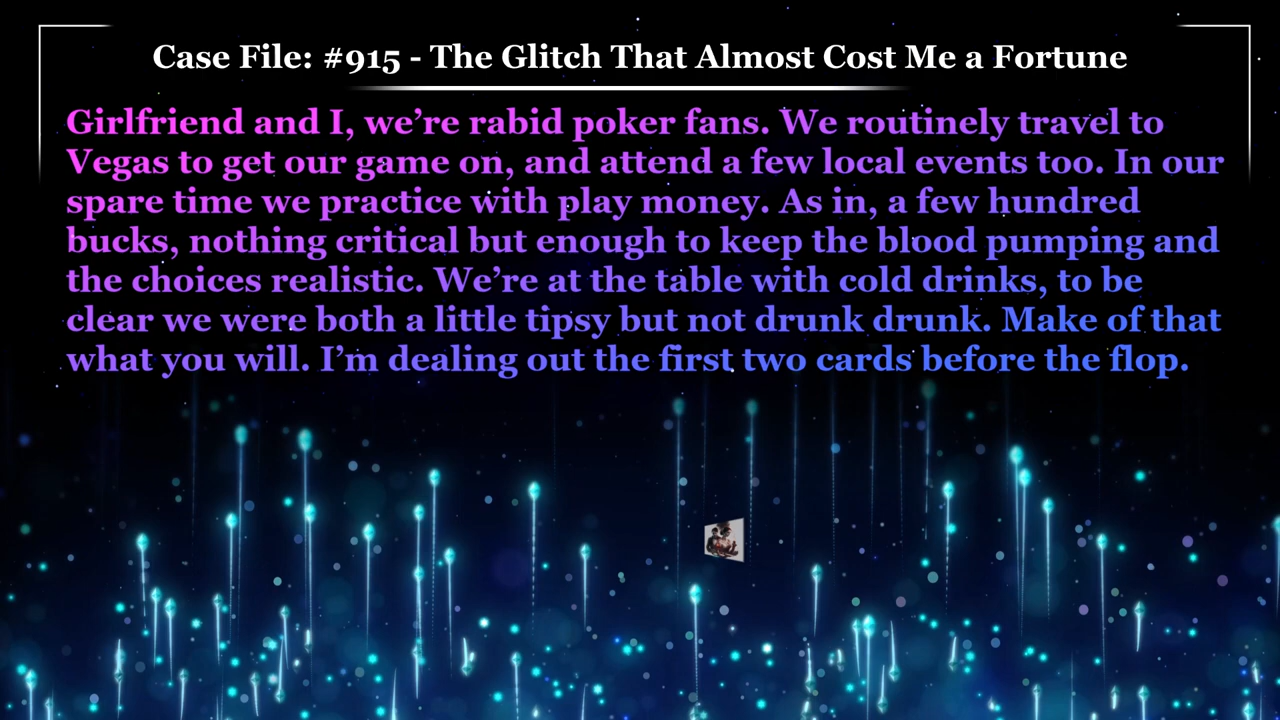 Case File: #915 - The Glitch That Almost Cost Me a Fortune
Girlfriend and I, we’re rabid poker fans. We routinely travel to
Vegas to get our game on, and attend a few local events too. In our
spare time we practice with play money. As in, a few hundred
bucks, nothing critical but enough to keep the blood pumping and
the choices realistic. We’re at the table with cold drinks, to be
clear we were both a little tipsy but not drunk drunk. Make of that
what you will. I’m dealing out the first two cards before the flop.